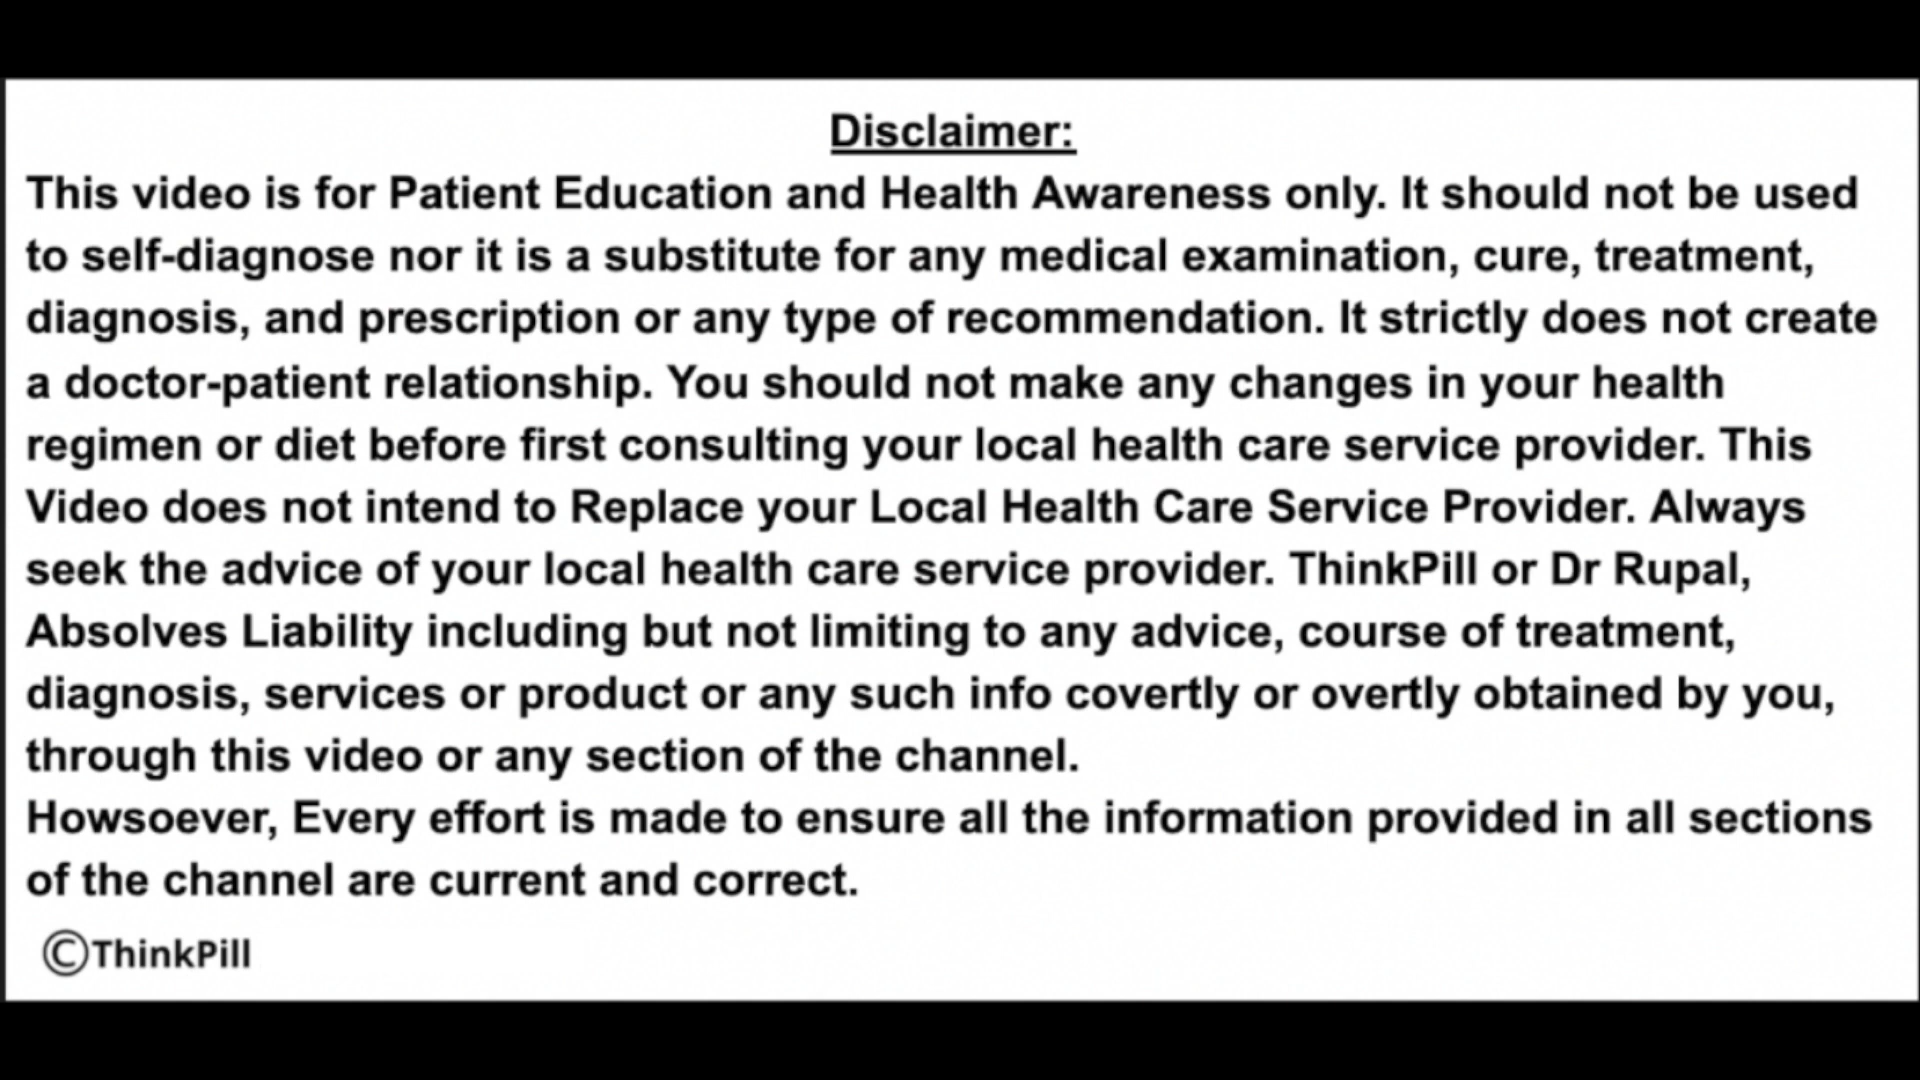 Disclaimer:
This video is for Patient Education and Health Awareness only. It should not be used
to self-diagnose nor it is a substitute for any medical examination, cure, treatment,
diagnosis, and prescription or any type of recommendation. It strictly does not create
a doctor-patient relationship. You should not make any changes in your health
regimen or diet before first consulting your local health care service provider. This
Video does not intend to Replace your Local Health Care Service Provider. Always
seek the advice of your local health care service provider. ThinkPill or Dr Rupal,
Absolves Liability including but not limiting to any advice, course of treatment,
diagnosis, services or product or any such info covertly or overtly obtained by you,
through this video or any section of the channel.
Howsoever, Every effort is made to ensure all the information provided in all sections
of the channel are current and correct.
©ThinkPill